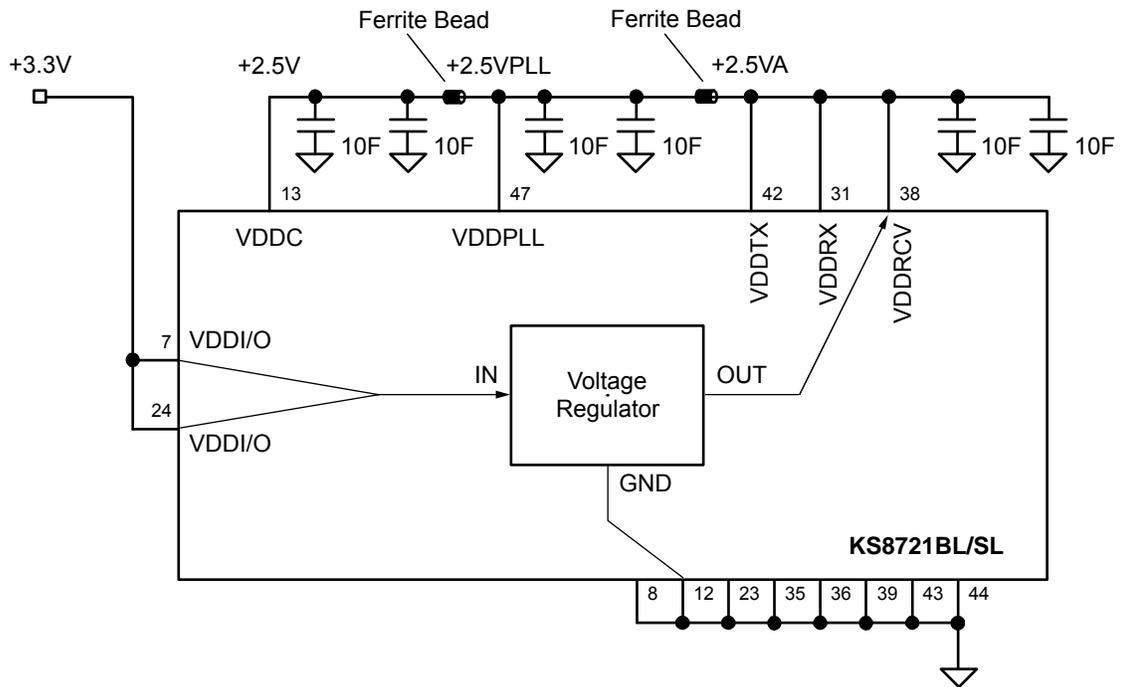 Ferrite Bead
Ferrite Bead
+3.3V
+2.5V
+2.5VPLL
+2.5VA
10F
10F
10F
10F
10F
10F
13
47
42
31
38
VDDC
VDDPLL
VDDTX
VDDRX
VDDRCV
7
VDDI/O
24
VDDI/O
IN
Voltage
Regulator
OUT
GND
KS8721BL/SL
8
12
23
35
36
39
43
44